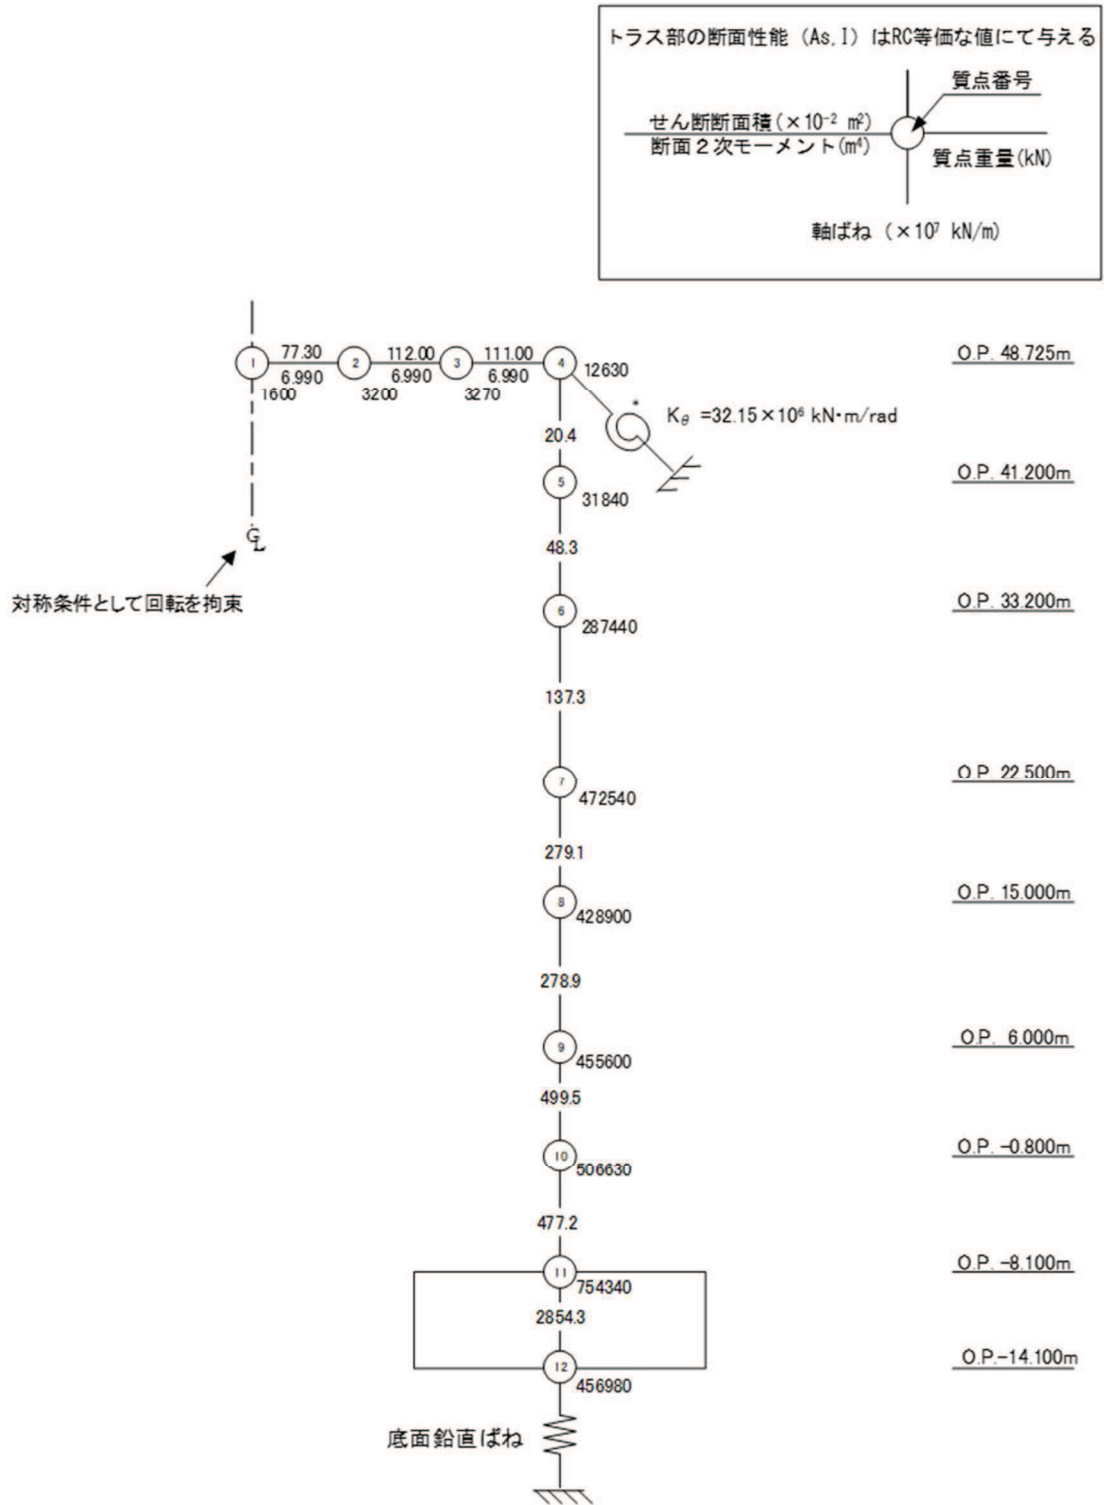 トラス部の断面性能 (As, I) はRC等価な値にて与える
質点番号
せん断断面積(×10⁻² m²)
断面2次モーメント(m⁴)
質点重量(kN)
軸ばね (×10⁷ kN/m)
1 77.30 2 112.00 3 111.00 4 12630
6.990 6.990 6.990
1600 3200 3270
O.P. 48.725m
*
Kθ =32.15×10⁶ kN・m/rad
20.4
5
31840
O.P. 41.200m
CL
48.3
対称条件として回転を拘束
6
287440
O.P. 33.200m
137.3
7
472540
O.P. 22.500m
279.1
8
428900
O.P. 15.000m
278.9
9
455600
O.P. 6.000m
499.5
10
506630
O.P. -0.800m
477.2
11
754340
O.P. -8.100m
2854.3
12
456980
O.P.-14.100m
底面鉛直ばね